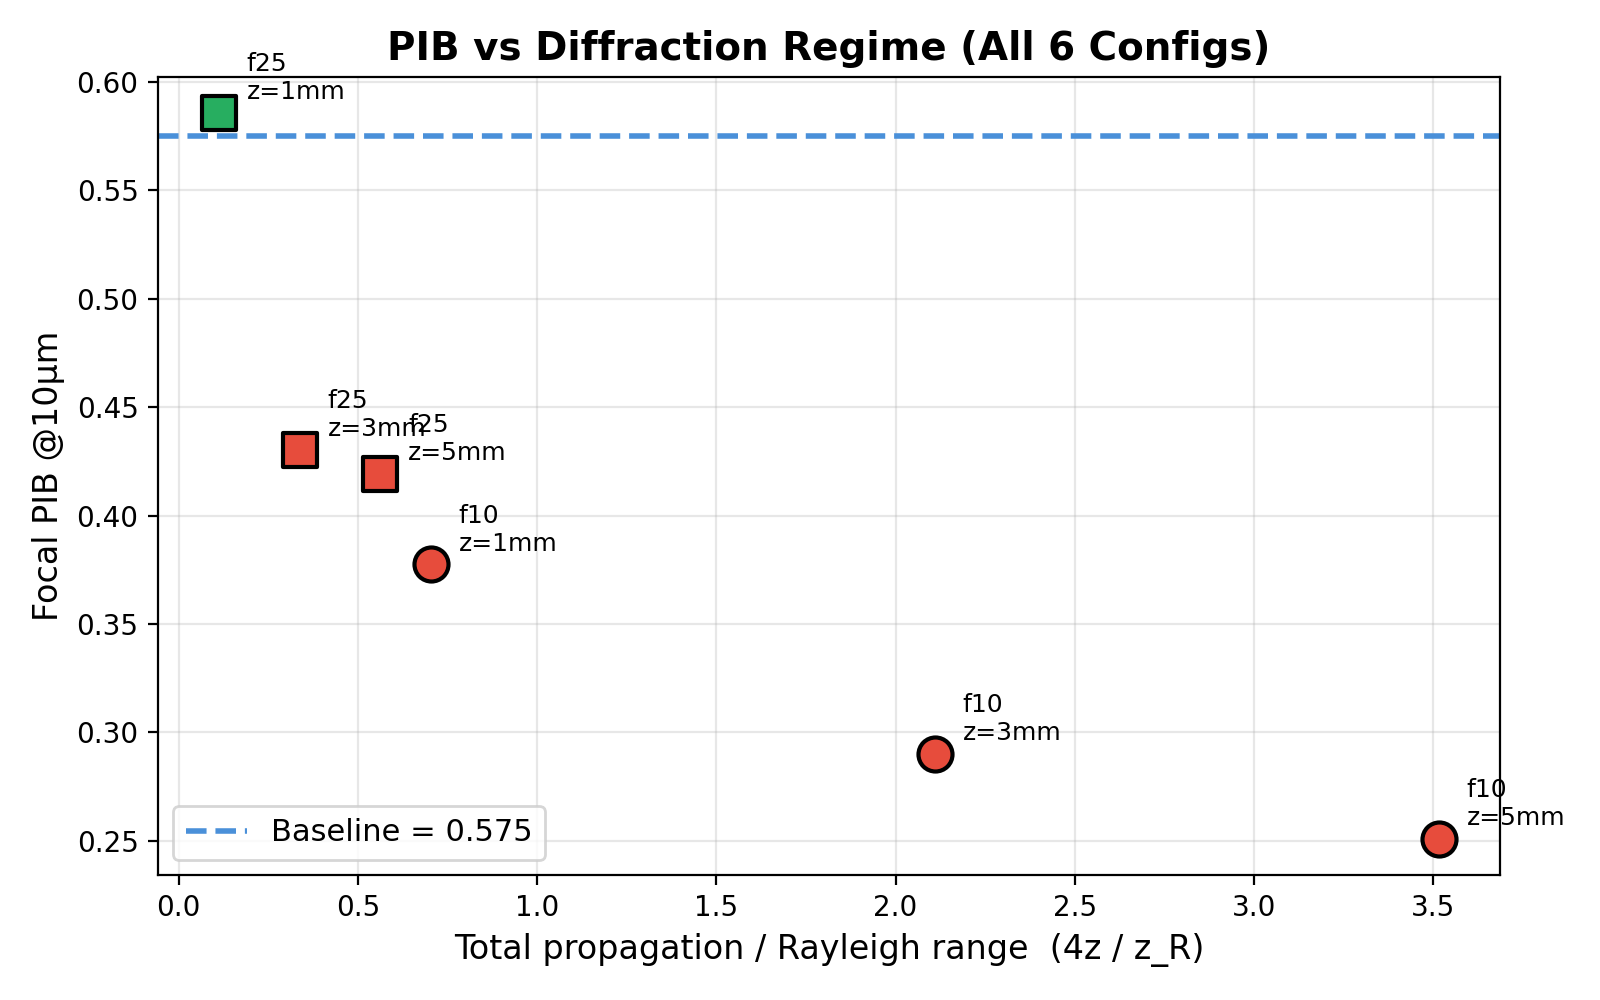 PIB vs Diffraction Regime (All 6 Configs)
f25
z=1mm
f25
z=3mm
f25
z=5mm
f10
z=1mm
f10
z=3mm
f10
z=5mm
Focal PIB @10μm
0.60
0.55
0.50
0.45
0.40
0.35
0.30
0.25
Baseline = 0.575
0.0 0.5 1.0 1.5 2.0 2.5 3.0 3.5
Total propagation / Rayleigh range (4z / z_R)